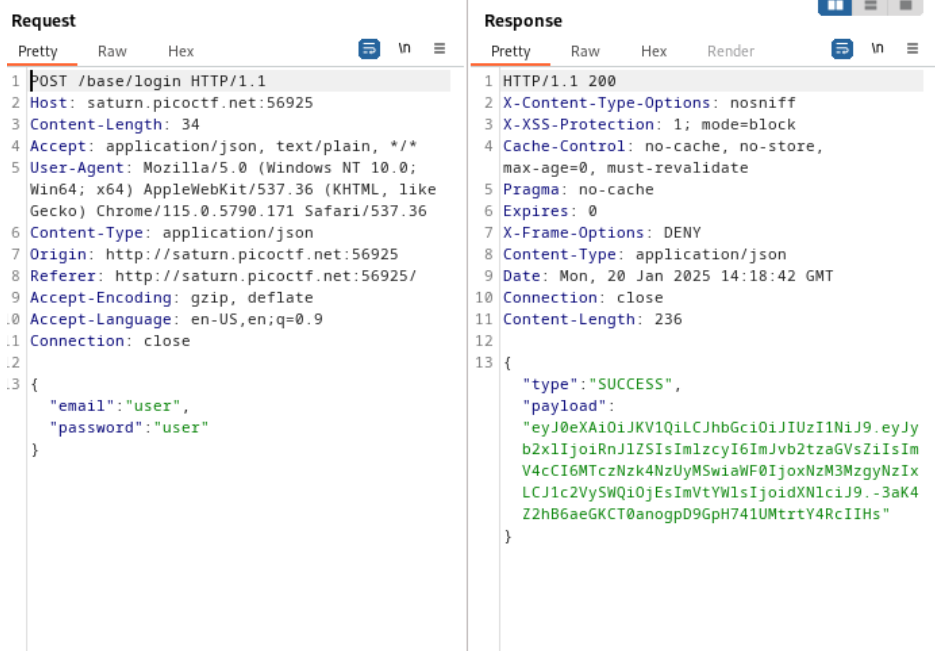 Request
Pretty Raw Hex \n
1 POST /base/login HTTP/1.1
2 Host: saturn.picoctf.net:56925
3 Content-Length: 34
4 Accept: application/json, text/plain, */*
5 User-Agent: Mozilla/5.0 (Windows NT 10.0;
Win64; x64) AppleWebKit/537.36 (KHTML, like
Gecko) Chrome/115.0.5790.171 Safari/537.36
6 Content-Type: application/json
7 Origin: http://saturn.picoctf.net:56925
8 Referer: http://saturn.picoctf.net:56925/
9 Accept-Encoding: gzip, deflate
10 Accept-Language: en-US,en;q=0.9
11 Connection: close
12
13 {
"email":"user",
"password":"user"
}
Response
Pretty Raw Hex Render \n
1 HTTP/1.1 200
2 X-Content-Type-Options: nosniff
3 X-XSS-Protection: 1; mode=block
4 Cache-Control: no-cache, no-store,
max-age=0, must-revalidate
5 Pragma: no-cache
6 Expires: 0
7 X-Frame-Options: DENY
8 Content-Type: application/json
9 Date: Mon, 20 Jan 2025 14:18:42 GMT
10 Connection: close
11 Content-Length: 236
12
13 {
"type":"SUCCESS",
"payload":
"eyJ0eXAiOiJKV1QiLCJhbGciOiJIUzI1NiJ9.eyJy
b2xlIjoiRnJlZSIsImlzcyI6ImJvb2tzaGVsZiIsIm
V4cCI6MTczNzk4NzUyMSwiaWF0IjoxNzM3MzgyNzIx
LCJ1c2VySWQiOjEsImVtYWlsIjoidXNlciJ9.-3aK4
Z2hB6aeGKCT0anogpD9GpH741UMtrtY4RcIIHs"
}